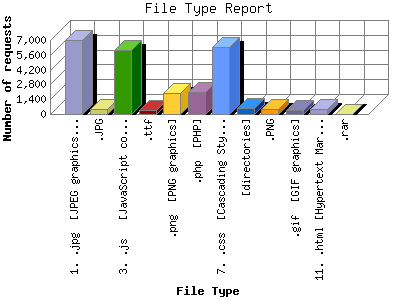 File Type Report
Number of requests
7,000
5,600
4,200
2,800
1,400
0
1. .jpg [JPEG graphics...
.JPG
3. .js [JavaScript co...
.ttf
.png [PNG graphics]
.php [PHP]
7. .css [Cascading Sty...
[directories]
.PNG
.gif [GIF graphics]
11. .html [Hypertext Mar...
.rar
File Type